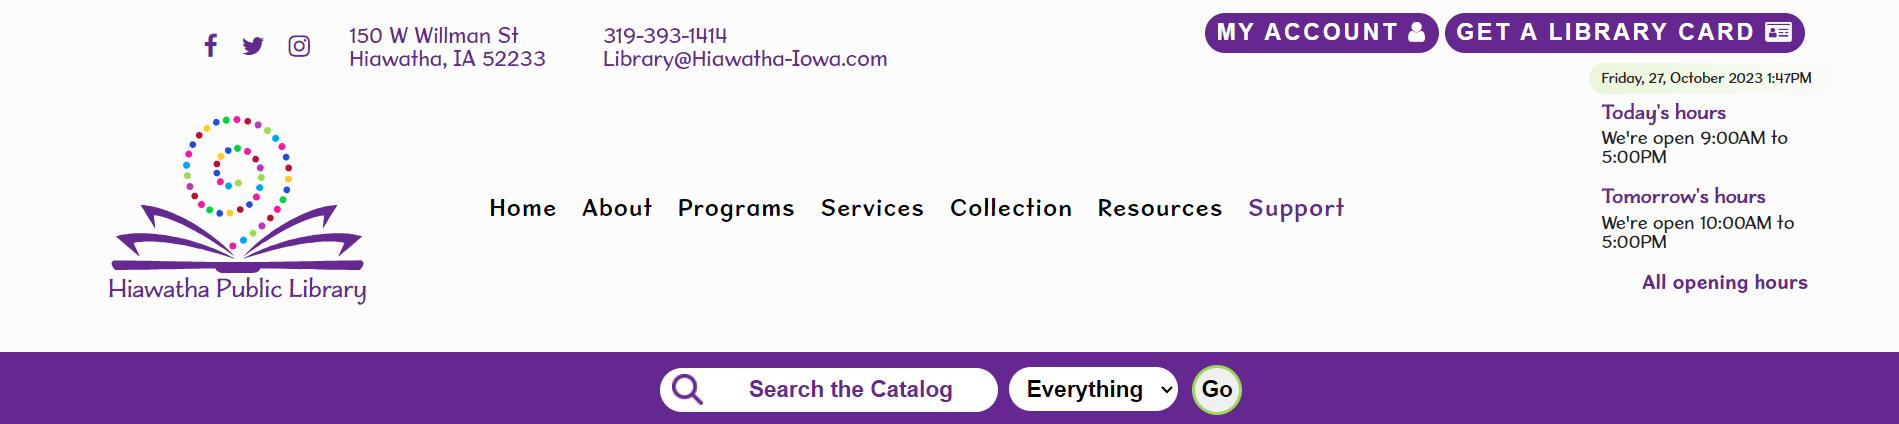 150 W Willman St
Hiawatha, IA 52233
319-393-1414
Library@Hiawatha-Iowa.com
MY ACCOUNT
GET A LIBRARY CARD
Friday, 27, October 2023 1:47PM
Today's hours
We're open 9:00AM to
5:00PM
Tomorrow's hours
We're open 10:00AM to
5:00PM
All opening hours
Hiawatha Public Library
Home About Programs Services Collection Resources Support
Search the Catalog Everything Go